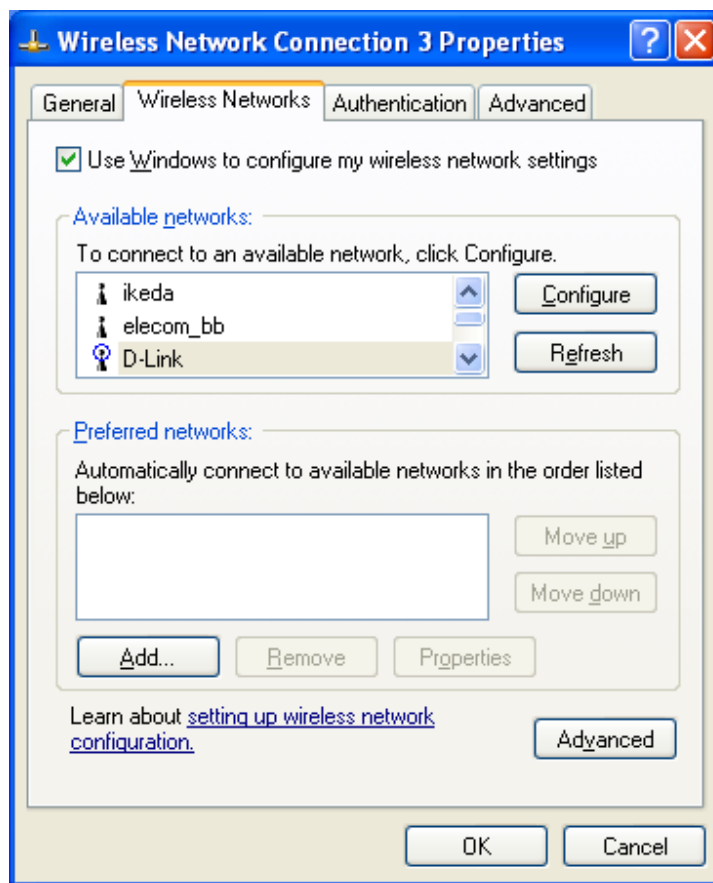 Wireless Network Connection 3 Properties
General Wireless Networks Authentication Advanced
Use Windows to configure my wireless network settings
Available networks:
To connect to an available network, click Configure.
ikeda
elecom_bb
D-Link
Configure
Refresh
Preferred networks:
Automatically connect to available networks in the order listed
below:
Move up
Move down
Add... Remove Properties
Learn about setting up wireless network
configuration.
Advanced
OK Cancel